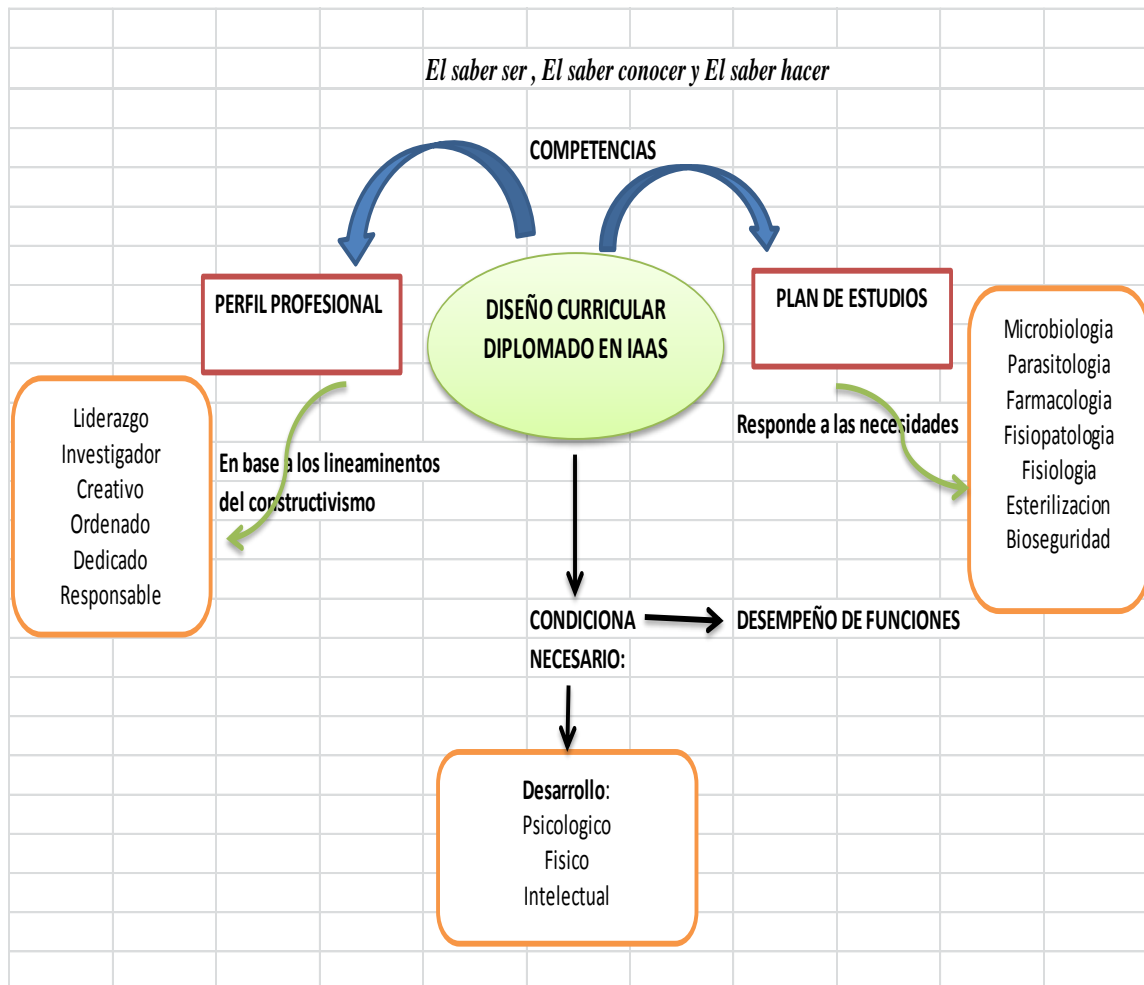 El saber ser , El saber conocer y El saber hacer
COMPETENCIAS
PERFIL PROFESIONAL
DISEÑO CURRICULAR
DIPLOMADO EN IAAS
PLAN DE ESTUDIOS
Liderazgo
Investigador
Creativo
Ordenado
Dedicado
Responsable
En base a los lineaminentos
del constructivismo
Responde a las necesidades
Microbiologia
Parasitologia
Farmacologia
Fisiopatologia
Fisiologia
Esterilizacion
Bioseguridad
CONDICIONA
DESEMPEÑO DE FUNCIONES
NECESARIO:
Desarrollo:
Psicologico
Fisico
Intelectual